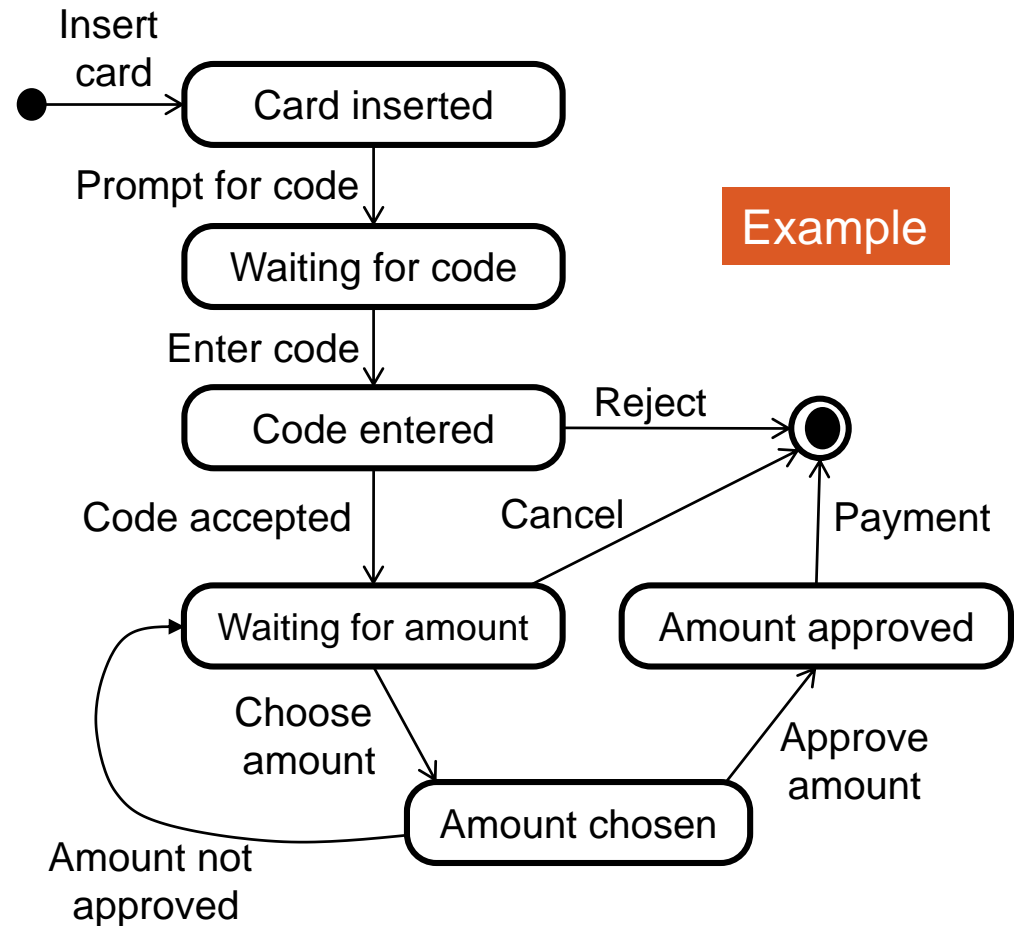 Insert
card
Card inserted
Prompt for code
Example
Waiting for code
Enter code
Reject
Code entered
Code accepted
Cancel
Payment
Waiting for amount
Amount approved
Choose
amount
Approve
amount
Amount chosen
Amount not
approved